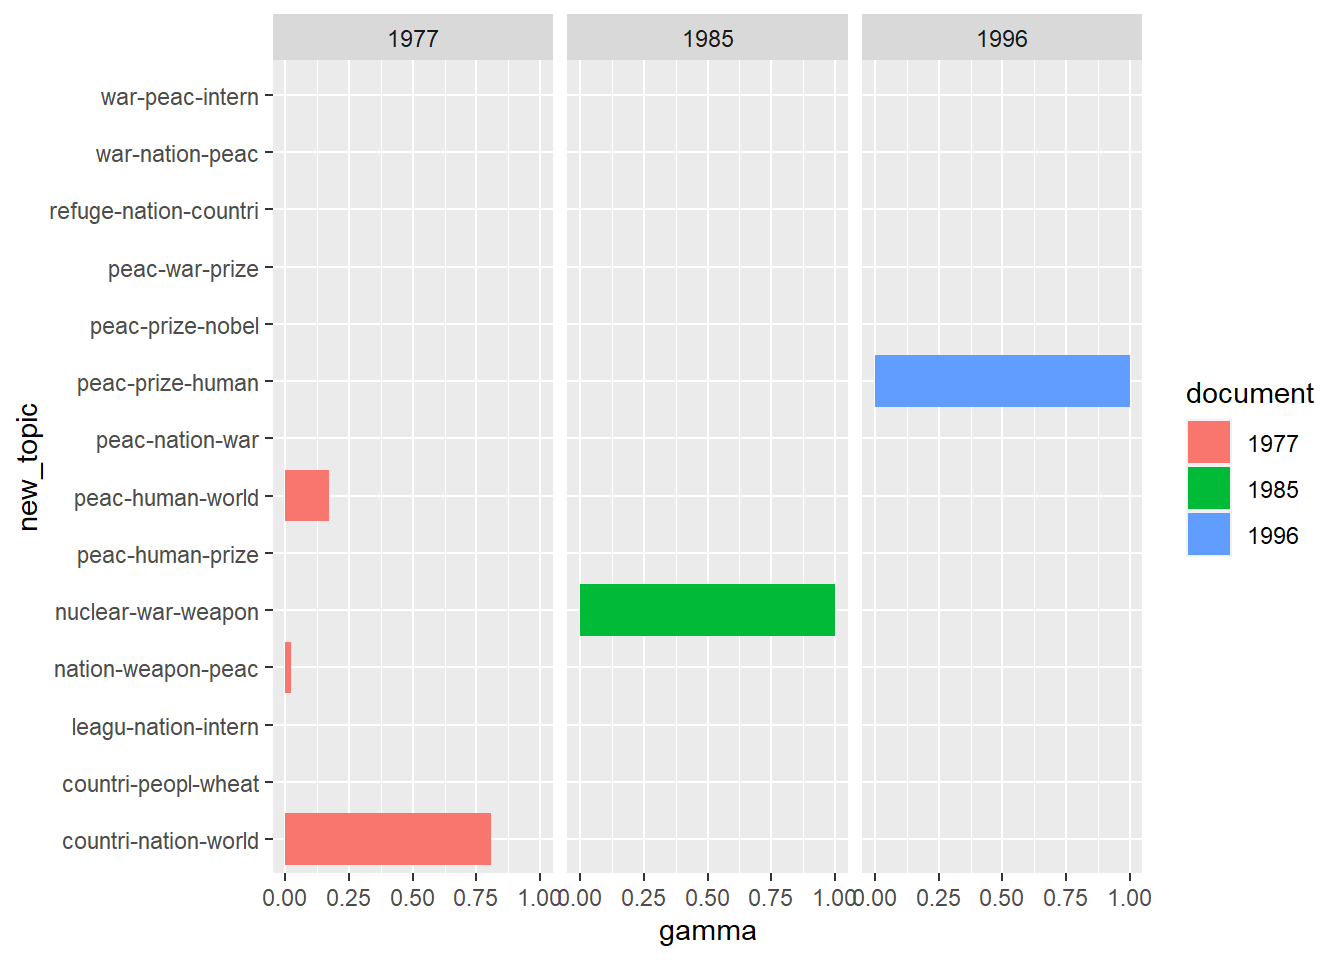 1977 1985 1996
war-peac-intern
war-nation-peac
refuge-nation-countri
peac-war-prize
peac-prize-nobel
peac-prize-human
peac-nation-war
peac-human-world
peac-human-prize
nuclear-war-weapon
nation-weapon-peac
leagu-nation-intern
countri-peopl-wheat
countri-nation-world
new_topic
0.00 0.25 0.50 0.75 1.00 0.00 0.25 0.50 0.75 1.00 0.00 0.25 0.50 0.75 1.00
gamma
document
1977
1985
1996